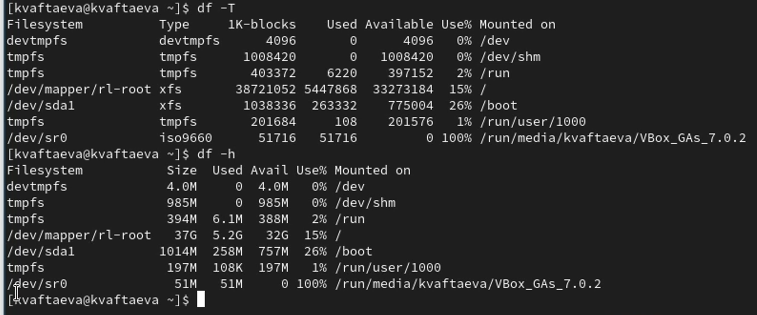 [kvaftaeva@kvaftaeva ~]$ df -T
Filesystem          Type     1K-blocks    Used Available Use% Mounted on
devtmpfs            devtmpfs      4096       0      4096   0% /dev
tmpfs               tmpfs      1008420       0   1008420   0% /dev/shm
tmpfs               tmpfs       403372    6220    397152   2% /run
/dev/mapper/rl-root xfs       38721052 5447868  33273184  15% /
/dev/sda1           xfs        1038336  263332    775004  26% /boot
tmpfs               tmpfs       201684     108    201576   1% /run/user/1000
/dev/sr0            iso9660      51716   51716         0 100% /run/media/kvaftaeva/VBox_GAs_7.0.2
[kvaftaeva@kvaftaeva ~]$ df -h
Filesystem           Size  Used Avail Use% Mounted on
devtmpfs             4.0M     0  4.0M   0% /dev
tmpfs                985M     0  985M   0% /dev/shm
tmpfs                394M  6.1M  388M   2% /run
/dev/mapper/rl-root   37G  5.2G   32G  15% /
/dev/sda1           1014M  258M  757M  26% /boot
tmpfs                197M  108K  197M   1% /run/user/1000
/dev/sr0              51M   51M     0 100% /run/media/kvaftaeva/VBox_GAs_7.0.2
[kvaftaeva@kvaftaeva ~]$